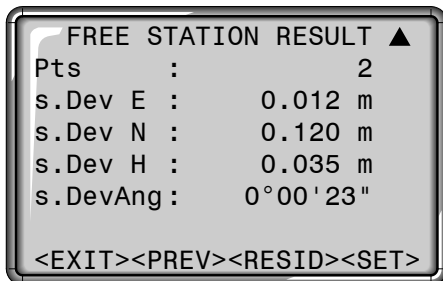 FREE STATION RESULT ▲
Pts : 2
s.Dev E : 0.012 m
s.Dev N : 0.120 m
s.Dev H : 0.035 m
s.DevAng: 0°00'23"
<EXIT><PREV><RESID><SET>